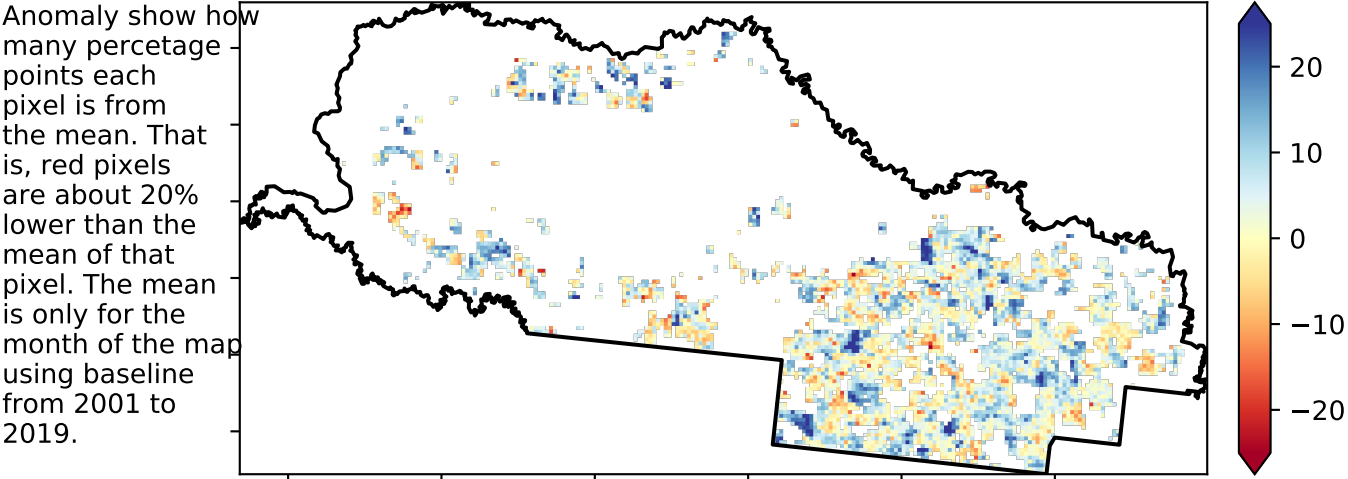 Anomaly show how
many percetage
points each
pixel is from
the mean. That
is, red pixels
are about 20%
lower than the
mean of that
pixel. The mean
is only for the
month of the map
using baseline
from 2001 to
2019.
20
10
0
−10
−20